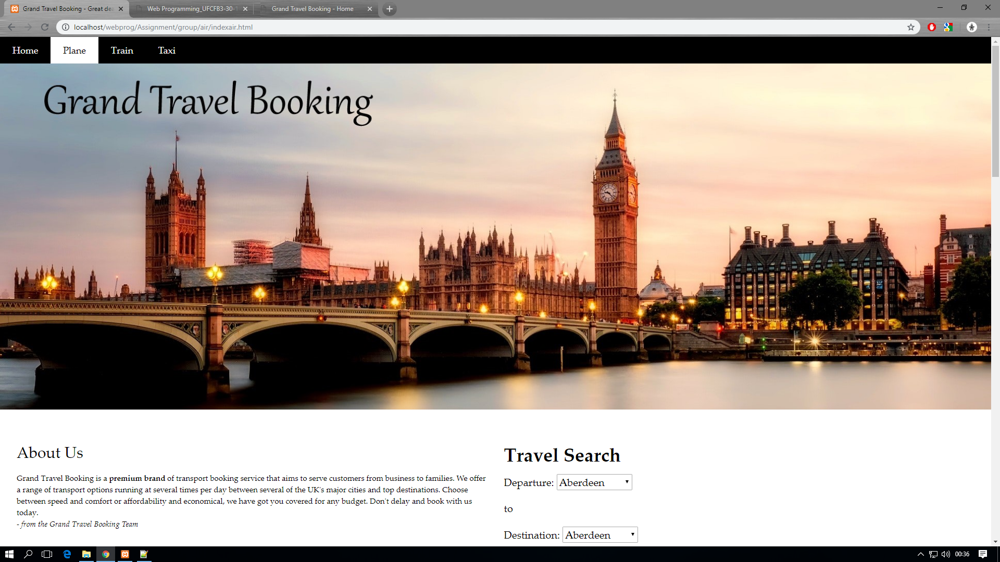 Grand Travel Booking - Great dea
Web Programming_UFCFB3-30-1
Grand Travel Booking - Home
localhost/webprog/Assignment/group/air/indexair.html
Home Plane Train Taxi
Grand Travel Booking
About Us
Grand Travel Booking is a premium brand of transport booking service that aims to serve customers from business to families. We offer
a range of transport options running at several times per day between several of the UK's major cities and top destinations. Choose
between speed and comfort or affordability and economical, we have got you covered for any budget. Don't delay and book with us
today.
- from the Grand Travel Booking Team
Travel Search
Departure: Aberdeen
to
Destination: Aberdeen
00:36